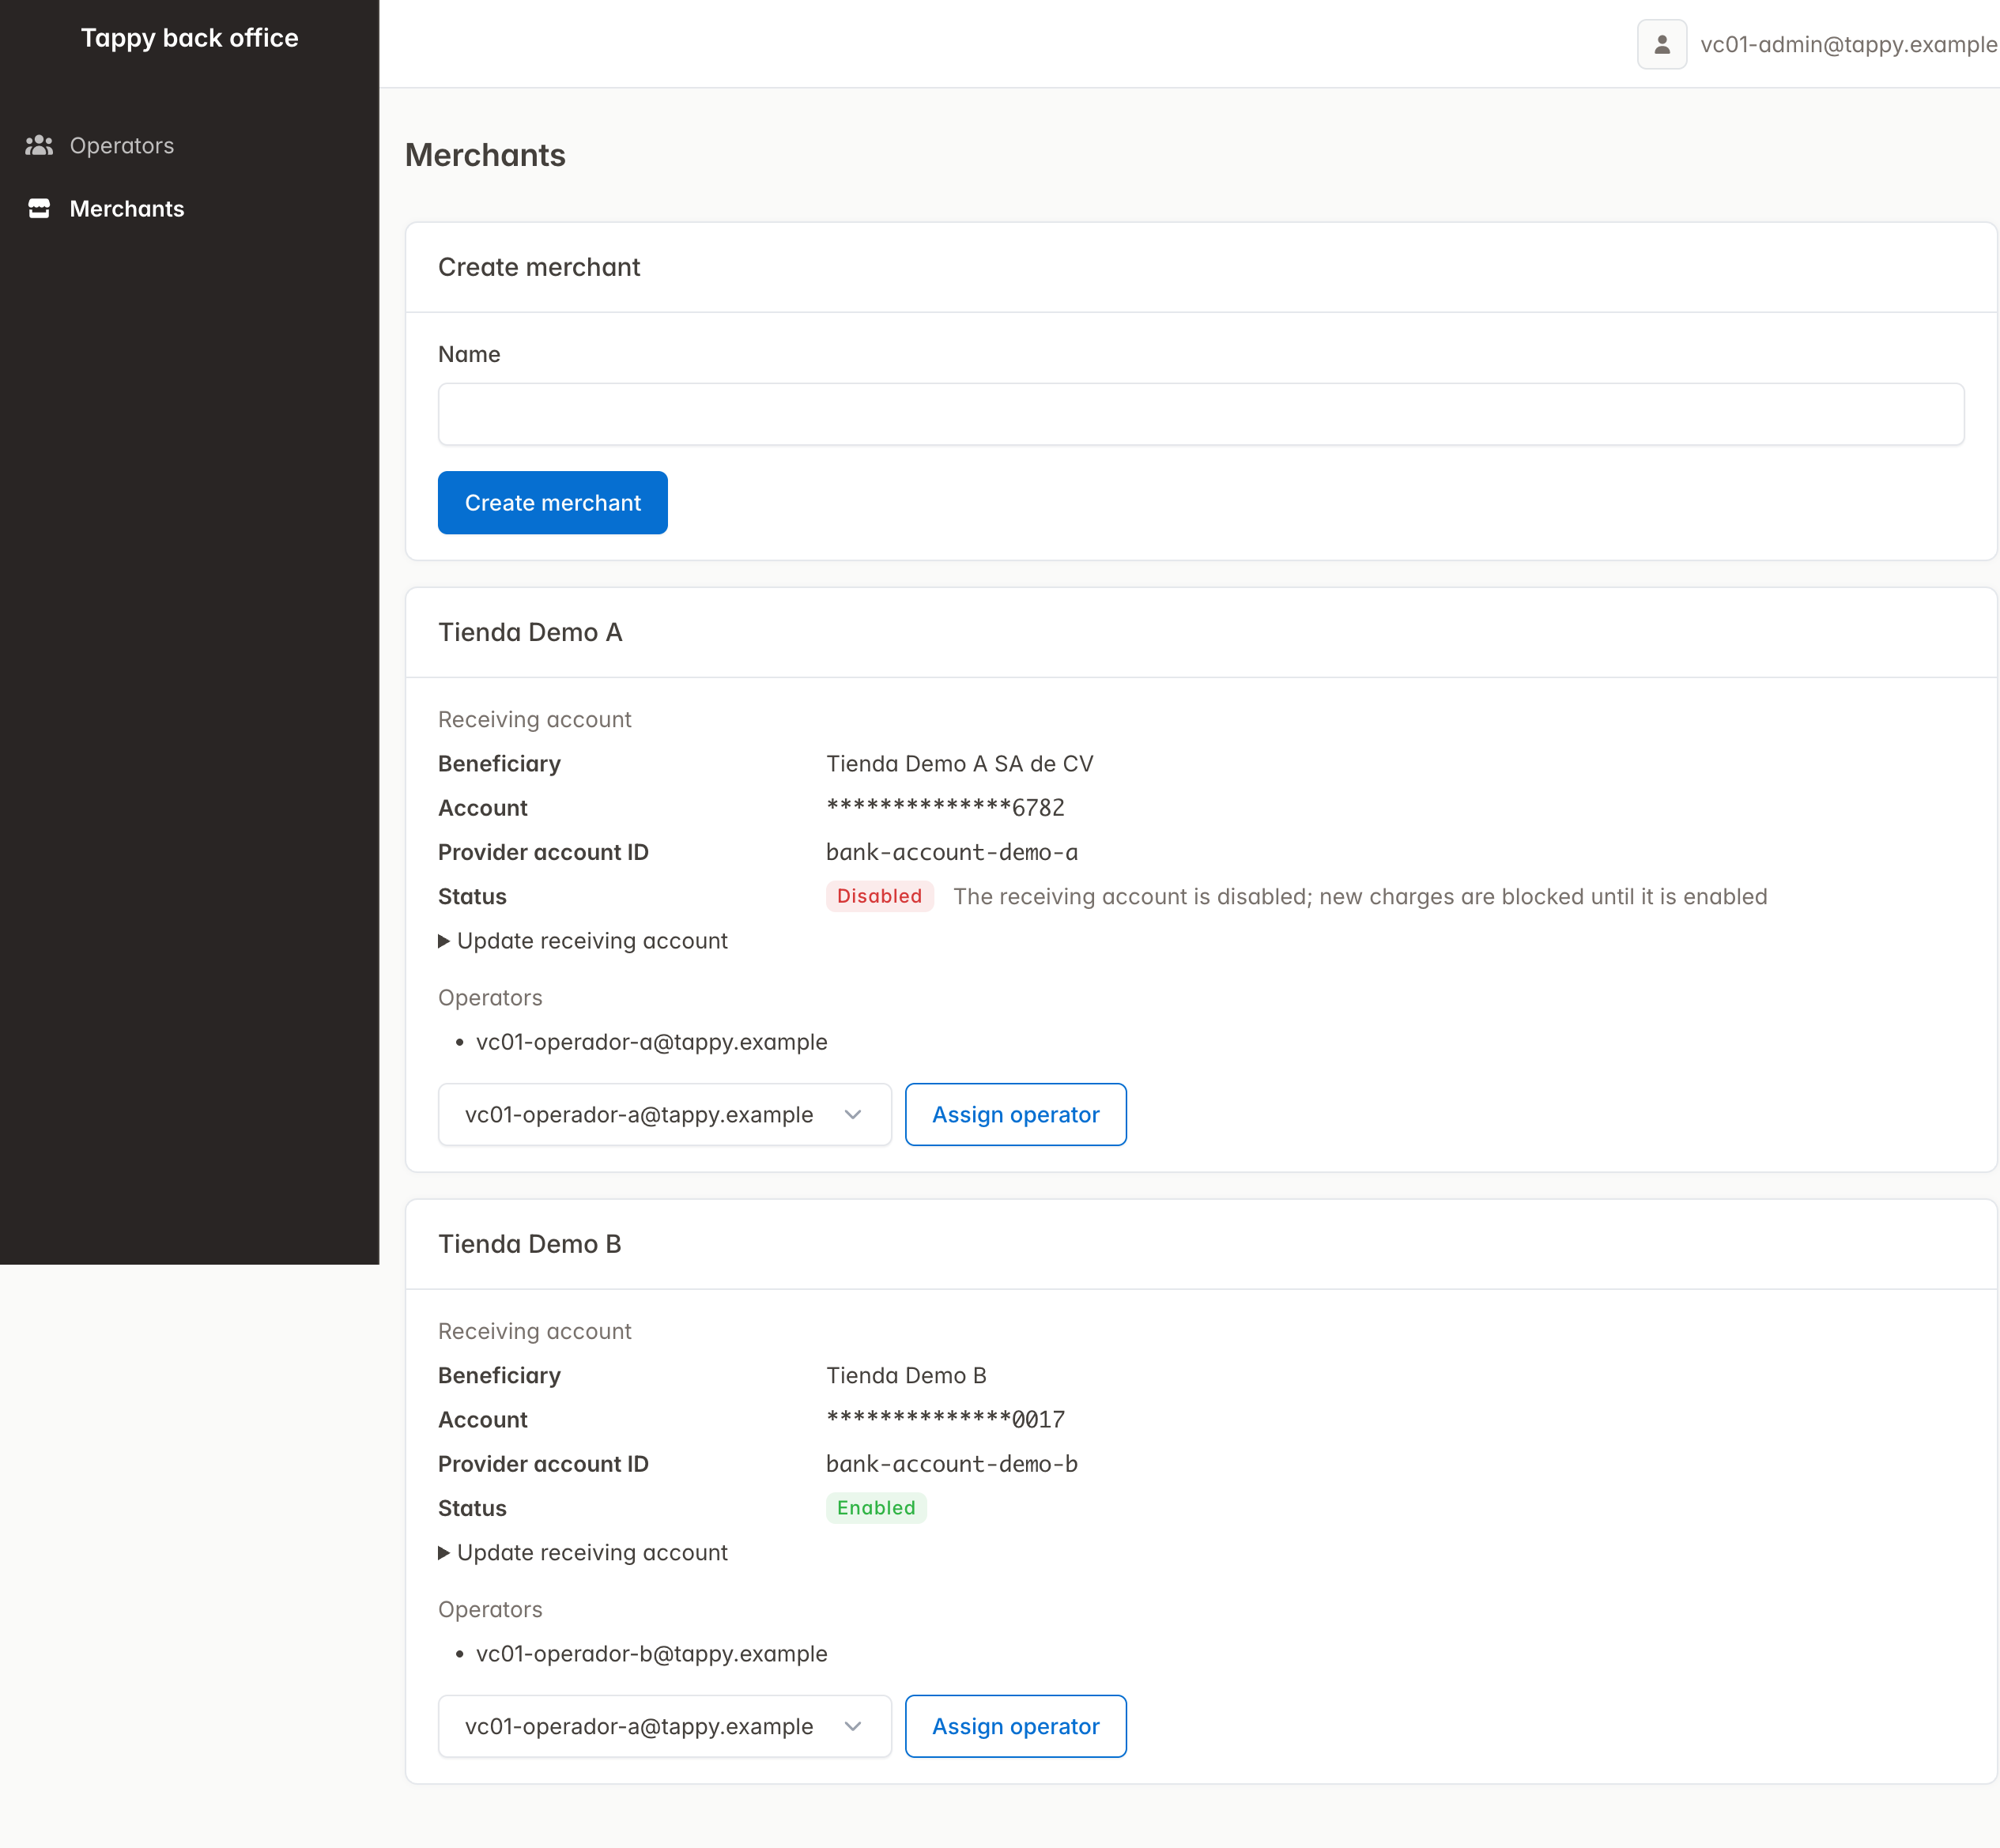 Tappy back office
vc01-admin@tappy.example
Operators
Merchants
Merchants
Create merchant
Name
Create merchant
Tienda Demo A
Receiving account
Beneficiary Tienda Demo A SA de CV
Account **************6782
Provider account ID bank-account-demo-a
Status Disabled The receiving account is disabled; new charges are blocked until it is enabled
Update receiving account
Operators
• vc01-operador-a@tappy.example
vc01-operador-a@tappy.example Assign operator
Tienda Demo B
Receiving account
Beneficiary Tienda Demo B
Account **************0017
Provider account ID bank-account-demo-b
Status Enabled
Update receiving account
Operators
• vc01-operador-b@tappy.example
vc01-operador-a@tappy.example Assign operator